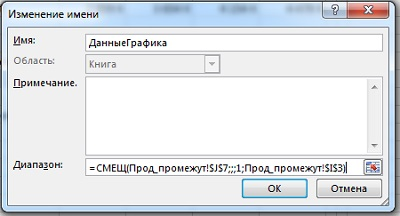 Изменение имени
Имя: ДанныеГрафика
Область: Книга
Примечание.
Диапазон: =СМЕЩ(Прод_промежут!$J$7;;;1;Прод_промежут!$I$3)
ОК Отмена